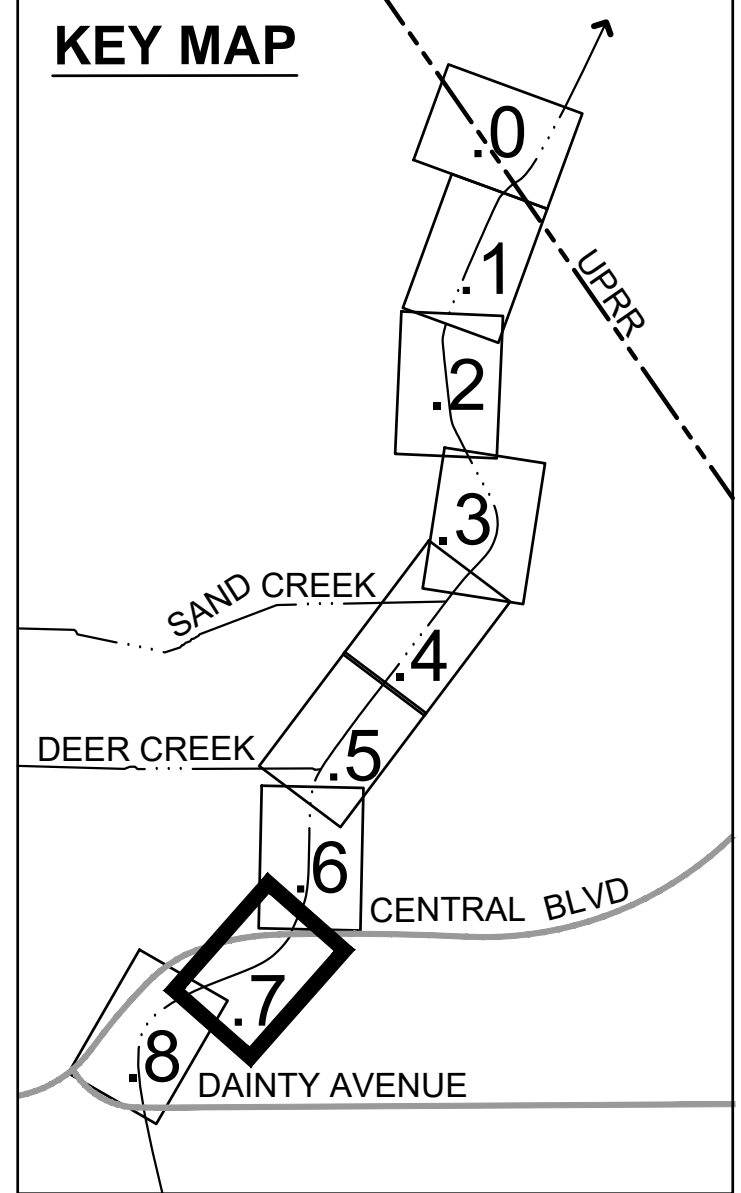 KEY MAP
.0
.1
UPRR
.2
.3
SAND CREEK
.4
DEER CREEK
.5
.6
CENTRAL BLVD
.7
.8
DAINTY AVENUE